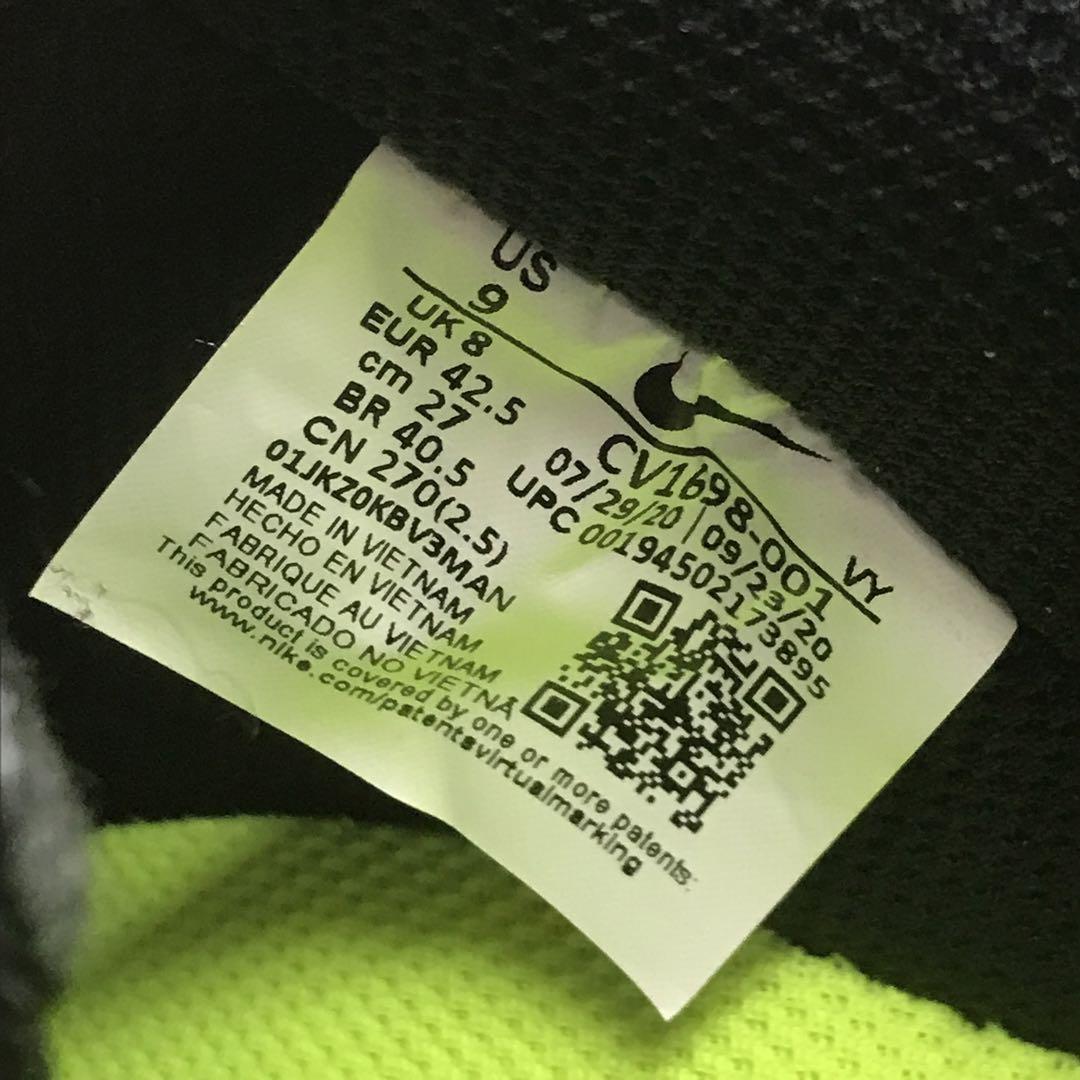 US
9
UK 8
EUR 42.5
cm 27
BR 40.5
CN 270(2.5)
01JKZ0KBV3MAN
MADE IN VIETNAM
HECHO EN VIETNAM
FABRIQUE AU VIETNAM
FABRICADO NO VIETNÃ
This product is covered by one or more patents:
www.nike.com/patentsvirtualmarking
CV1698-001 VY
07/29/20 | 09/23/20
UPC 00194502173895